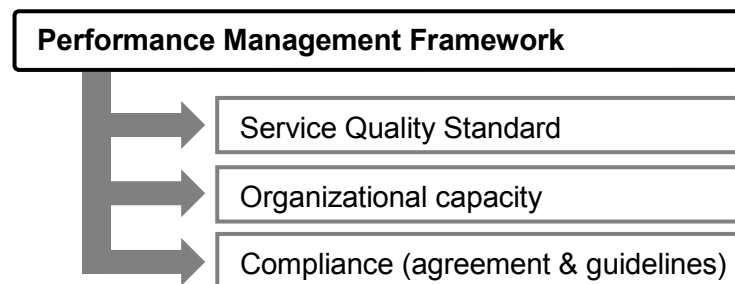 Performance Management Framework
Service Quality Standard
Organizational capacity
Compliance (agreement & guidelines)